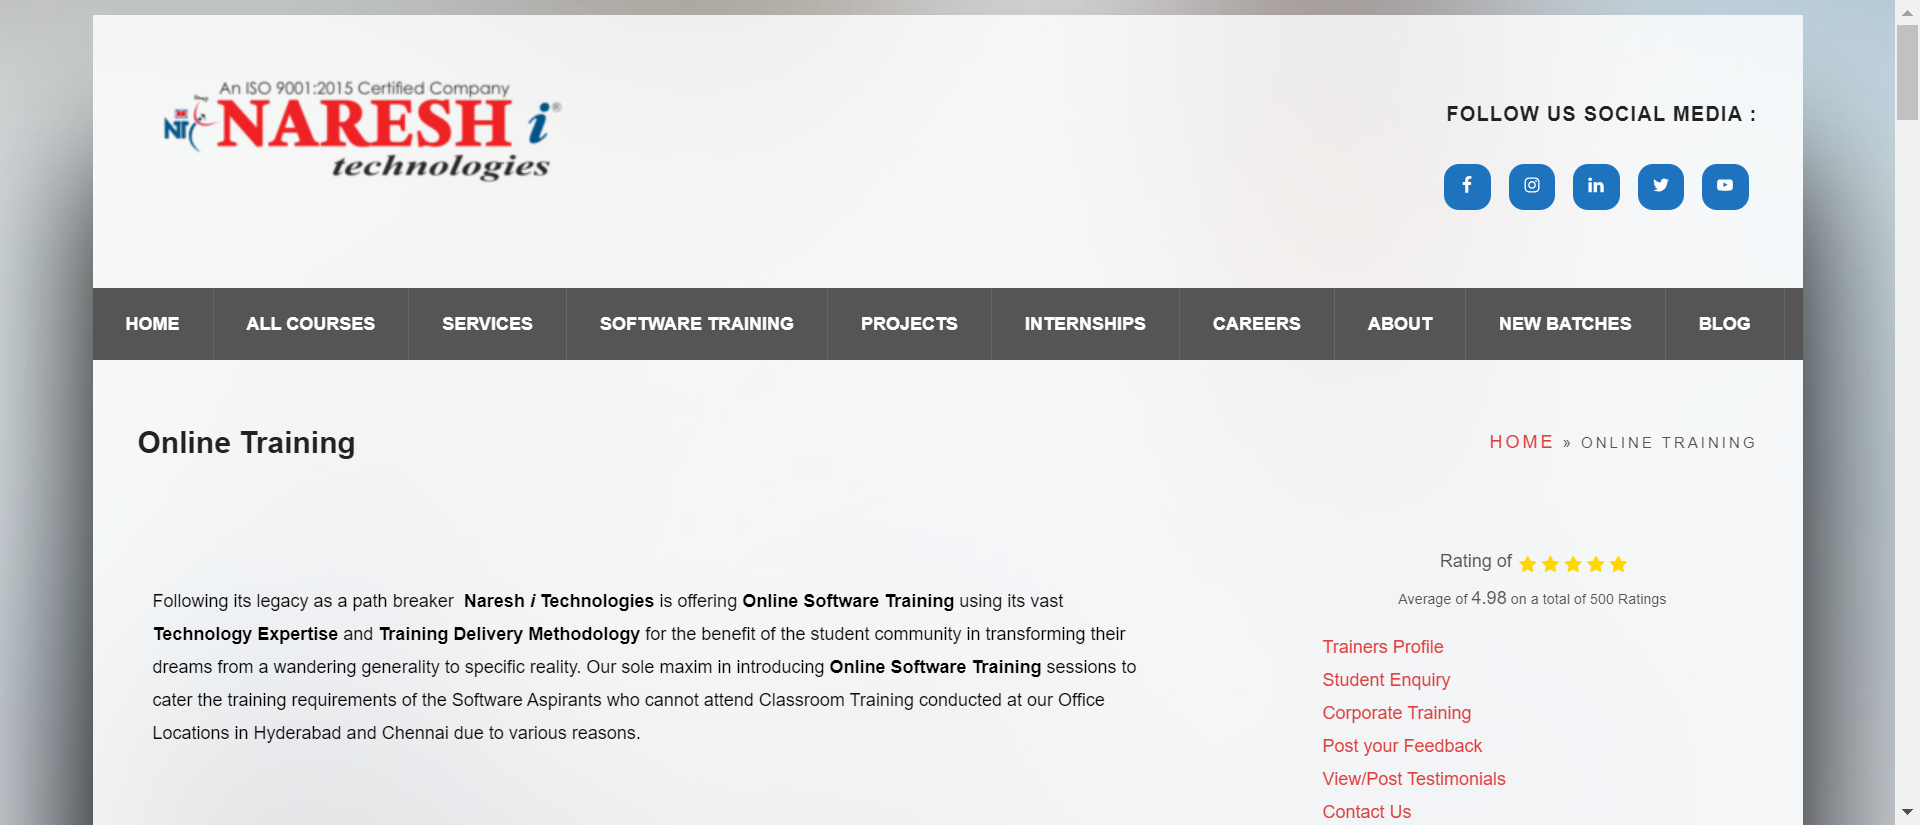 An ISO 9001:2015 Certified Company
NT NARESH i ®
technologies
FOLLOW US SOCIAL MEDIA :
HOME ALL COURSES SERVICES SOFTWARE TRAINING PROJECTS INTERNSHIPS CAREERS ABOUT NEW BATCHES BLOG
Online Training
HOME » ONLINE TRAINING
Following its legacy as a path breaker Naresh i Technologies is offering Online Software Training using its vast
Technology Expertise and Training Delivery Methodology for the benefit of the student community in transforming their
dreams from a wandering generality to specific reality. Our sole maxim in introducing Online Software Training sessions to
cater the training requirements of the Software Aspirants who cannot attend Classroom Training conducted at our Office
Locations in Hyderabad and Chennai due to various reasons.
Rating of
Average of 4.98 on a total of 500 Ratings
Trainers Profile
Student Enquiry
Corporate Training
Post your Feedback
View/Post Testimonials
Contact Us